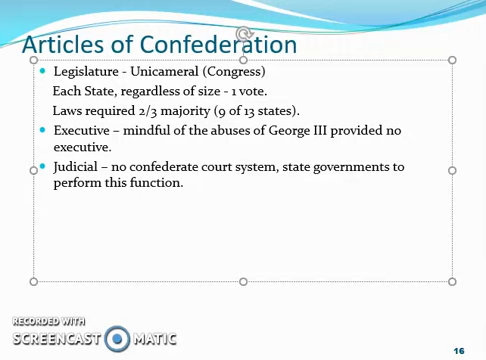 Articles of Confederation
Legislature - Unicameral (Congress)
Each State, regardless of size - 1 vote.
Laws required 2/3 majority (9 of 13 states).
Executive – mindful of the abuses of George III provided no
executive.
Judicial – no confederate court system, state governments to
perform this function.
RECORDED WITH
SCREENCAST MATIC
16